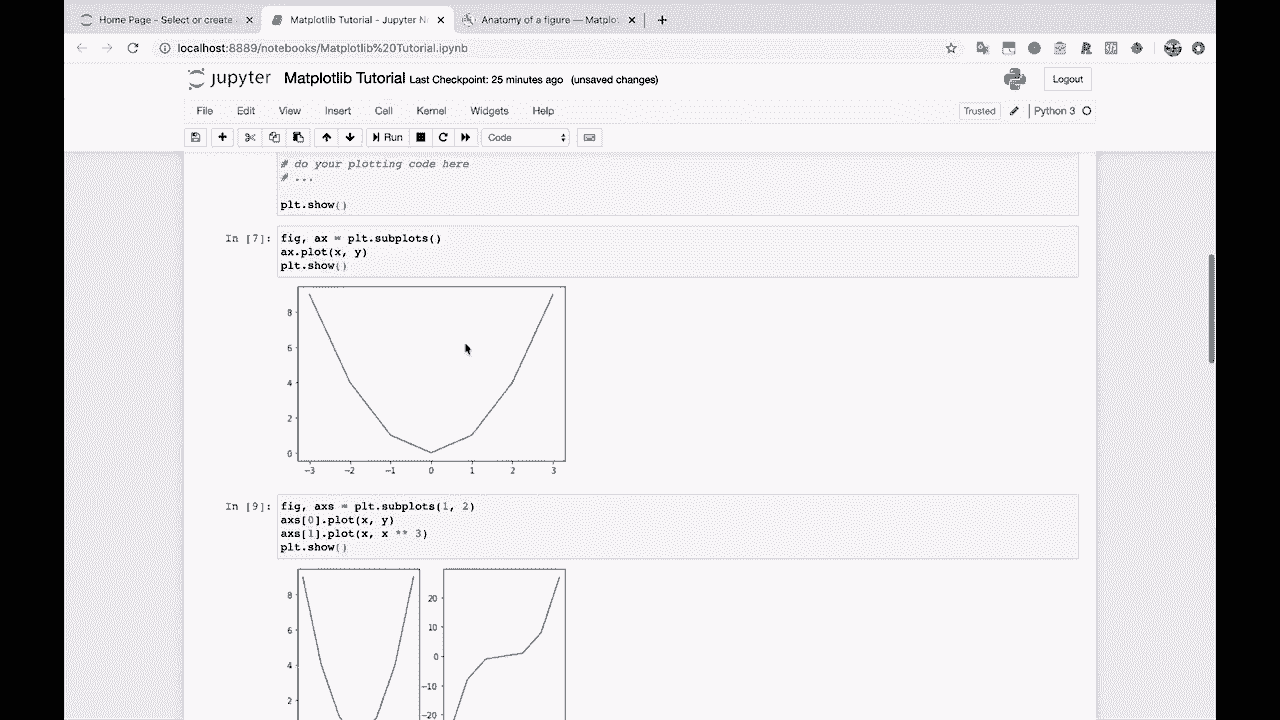 Home Page - Select or create
Matplotlib Tutorial - Jupyter N
Anatomy of a figure — Matplot
localhost:8889/notebooks/Matplotlib%20Tutorial.ipynb
jupyter Matplotlib Tutorial Last Checkpoint: 25 minutes ago (unsaved changes)
Logout
File Edit View Insert Cell Kernel Widgets Help
Trusted Python 3
Run Code
# do your plotting code here
# ...
plt.show()
In [7]: fig, ax = plt.subplots()
ax.plot(x, y)
plt.show()
8
6
4
2
0
−3 −2 −1 0 1 2 3
In [9]: fig, axs = plt.subplots(1, 2)
axs[0].plot(x, y)
axs[1].plot(x, x ** 3)
plt.show()
8
6
4
2
20
10
0
−10
−20